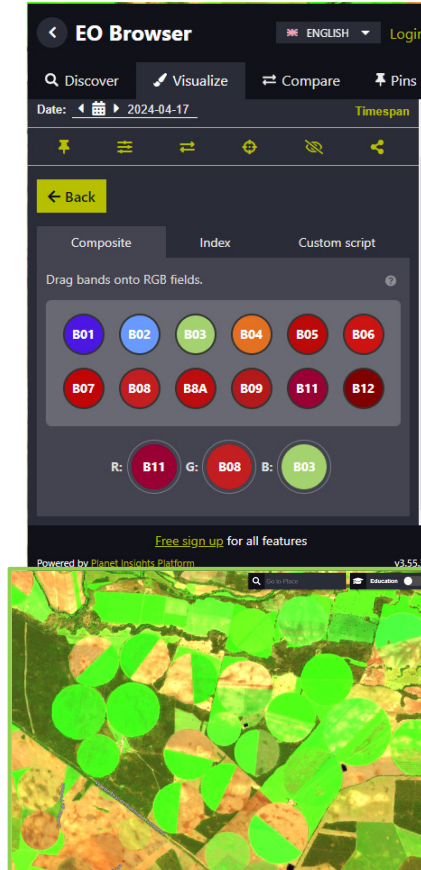 EO Browser
ENGLISH
Login
Discover
Visualize
Compare
Pins
Date: 2024-04-17
Timespan
Back
Composite
Index
Custom script
Drag bands onto RGB fields.
B01 B02 B03 B04 B05 B06
B07 B08 B8A B09 B11 B12
R: B11 G: B08 B: B03
Free sign up for all features
Powered by Planet Insights Platform
v3.55.
Go to Place
Education